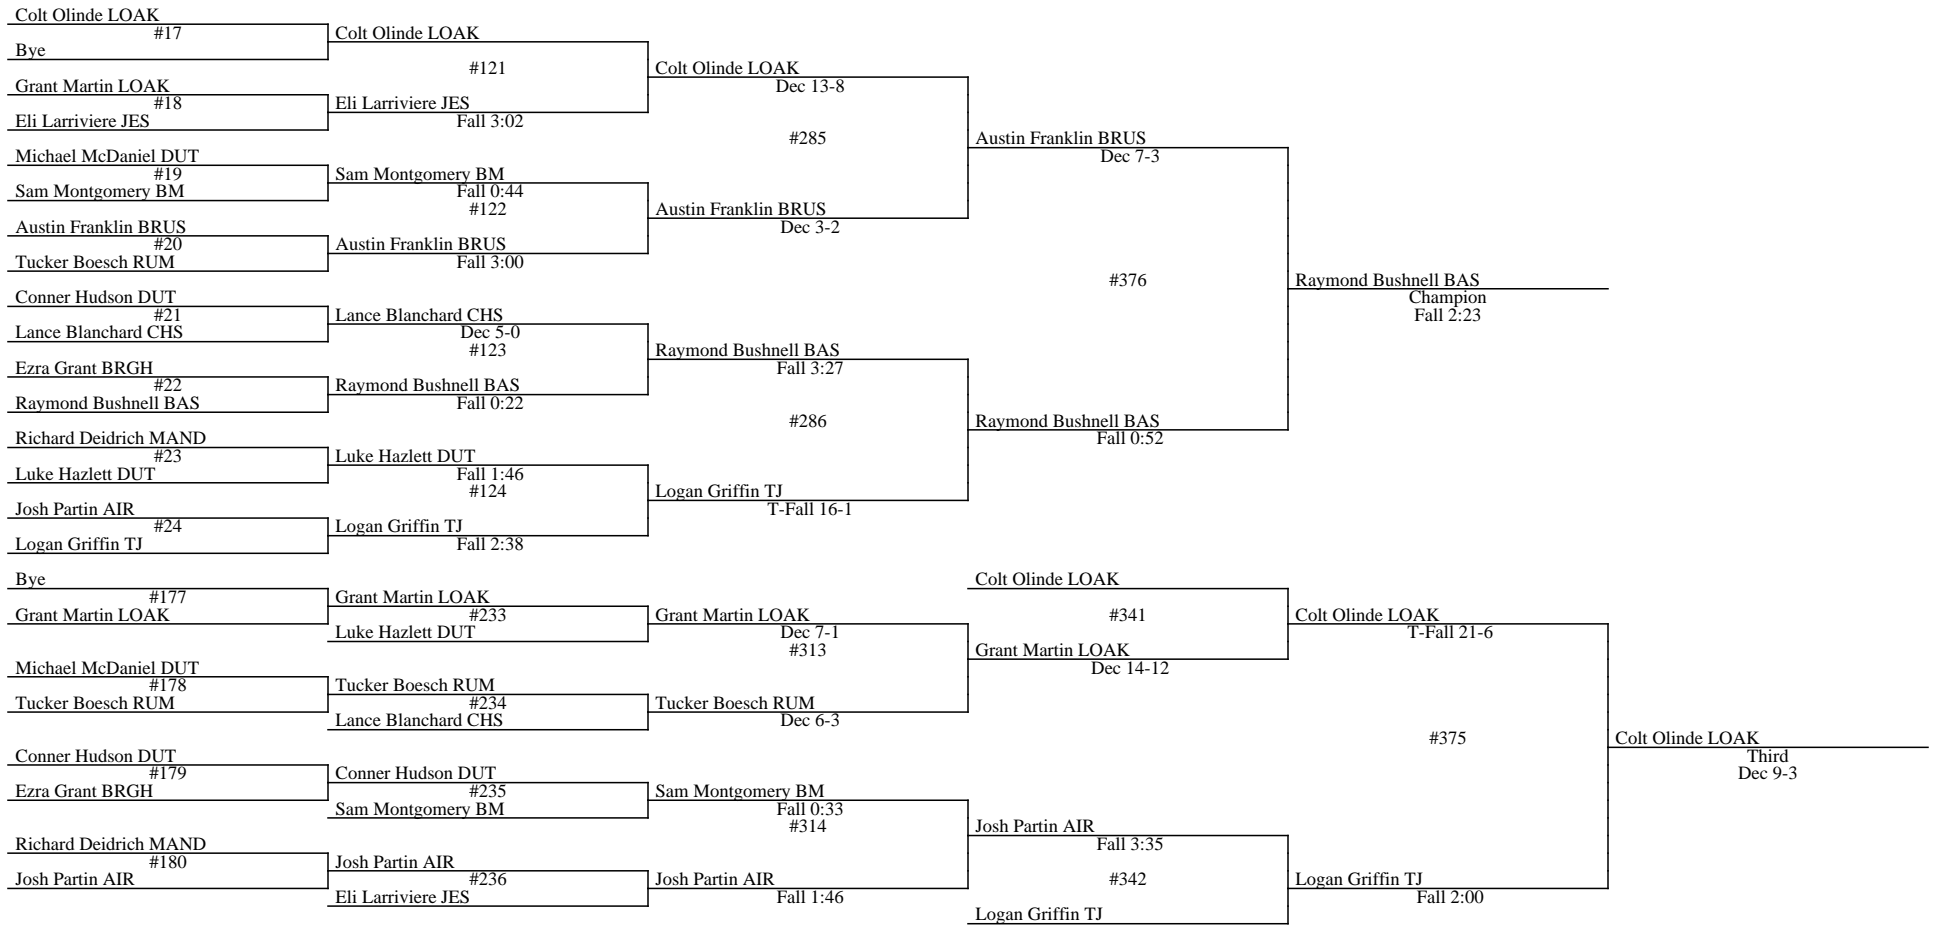 Colt Olinde LOAK
#17
Bye
Grant Martin LOAK
#18
Eli Larriviere JES
Michael McDaniel DUT
#19
Sam Montgomery BM
Austin Franklin BRUS
#20
Tucker Boesch RUM
Conner Hudson DUT
#21
Lance Blanchard CHS
Ezra Grant BRGH
#22
Raymond Bushnell BAS
Richard Deidrich MAND
#23
Luke Hazlett DUT
Josh Partin AIR
#24
Logan Griffin TJ
Colt Olinde LOAK
#121
Eli Larriviere JES
Fall 3:02
Sam Montgomery BM
Fall 0:44
#122
Austin Franklin BRUS
Fall 3:00
Lance Blanchard CHS
Dec 5-0
#123
Raymond Bushnell BAS
Fall 0:22
Luke Hazlett DUT
Fall 1:46
#124
Logan Griffin TJ
Fall 2:38
Colt Olinde LOAK
Dec 13-8
#285
Austin Franklin BRUS
Dec 3-2
Raymond Bushnell BAS
Fall 3:27
#286
Logan Griffin TJ
T-Fall 16-1
Austin Franklin BRUS
Dec 7-3
#376
Raymond Bushnell BAS
Fall 0:52
Raymond Bushnell BAS
Champion
Fall 2:23
Bye
#177
Grant Martin LOAK
Michael McDaniel DUT
#178
Tucker Boesch RUM
Conner Hudson DUT
#179
Ezra Grant BRGH
Richard Deidrich MAND
#180
Josh Partin AIR
Grant Martin LOAK
#233
Luke Hazlett DUT
Tucker Boesch RUM
#234
Lance Blanchard CHS
Conner Hudson DUT
#235
Sam Montgomery BM
Josh Partin AIR
#236
Eli Larriviere JES
Grant Martin LOAK
Dec 7-1
#313
Tucker Boesch RUM
Dec 6-3
Sam Montgomery BM
Fall 0:33
#314
Josh Partin AIR
Fall 1:46
Colt Olinde LOAK
#341
Grant Martin LOAK
Dec 14-12
Josh Partin AIR
Fall 3:35
#342
Logan Griffin TJ
Colt Olinde LOAK
T-Fall 21-6
#375
Logan Griffin TJ
Fall 2:00
Colt Olinde LOAK
Third
Dec 9-3